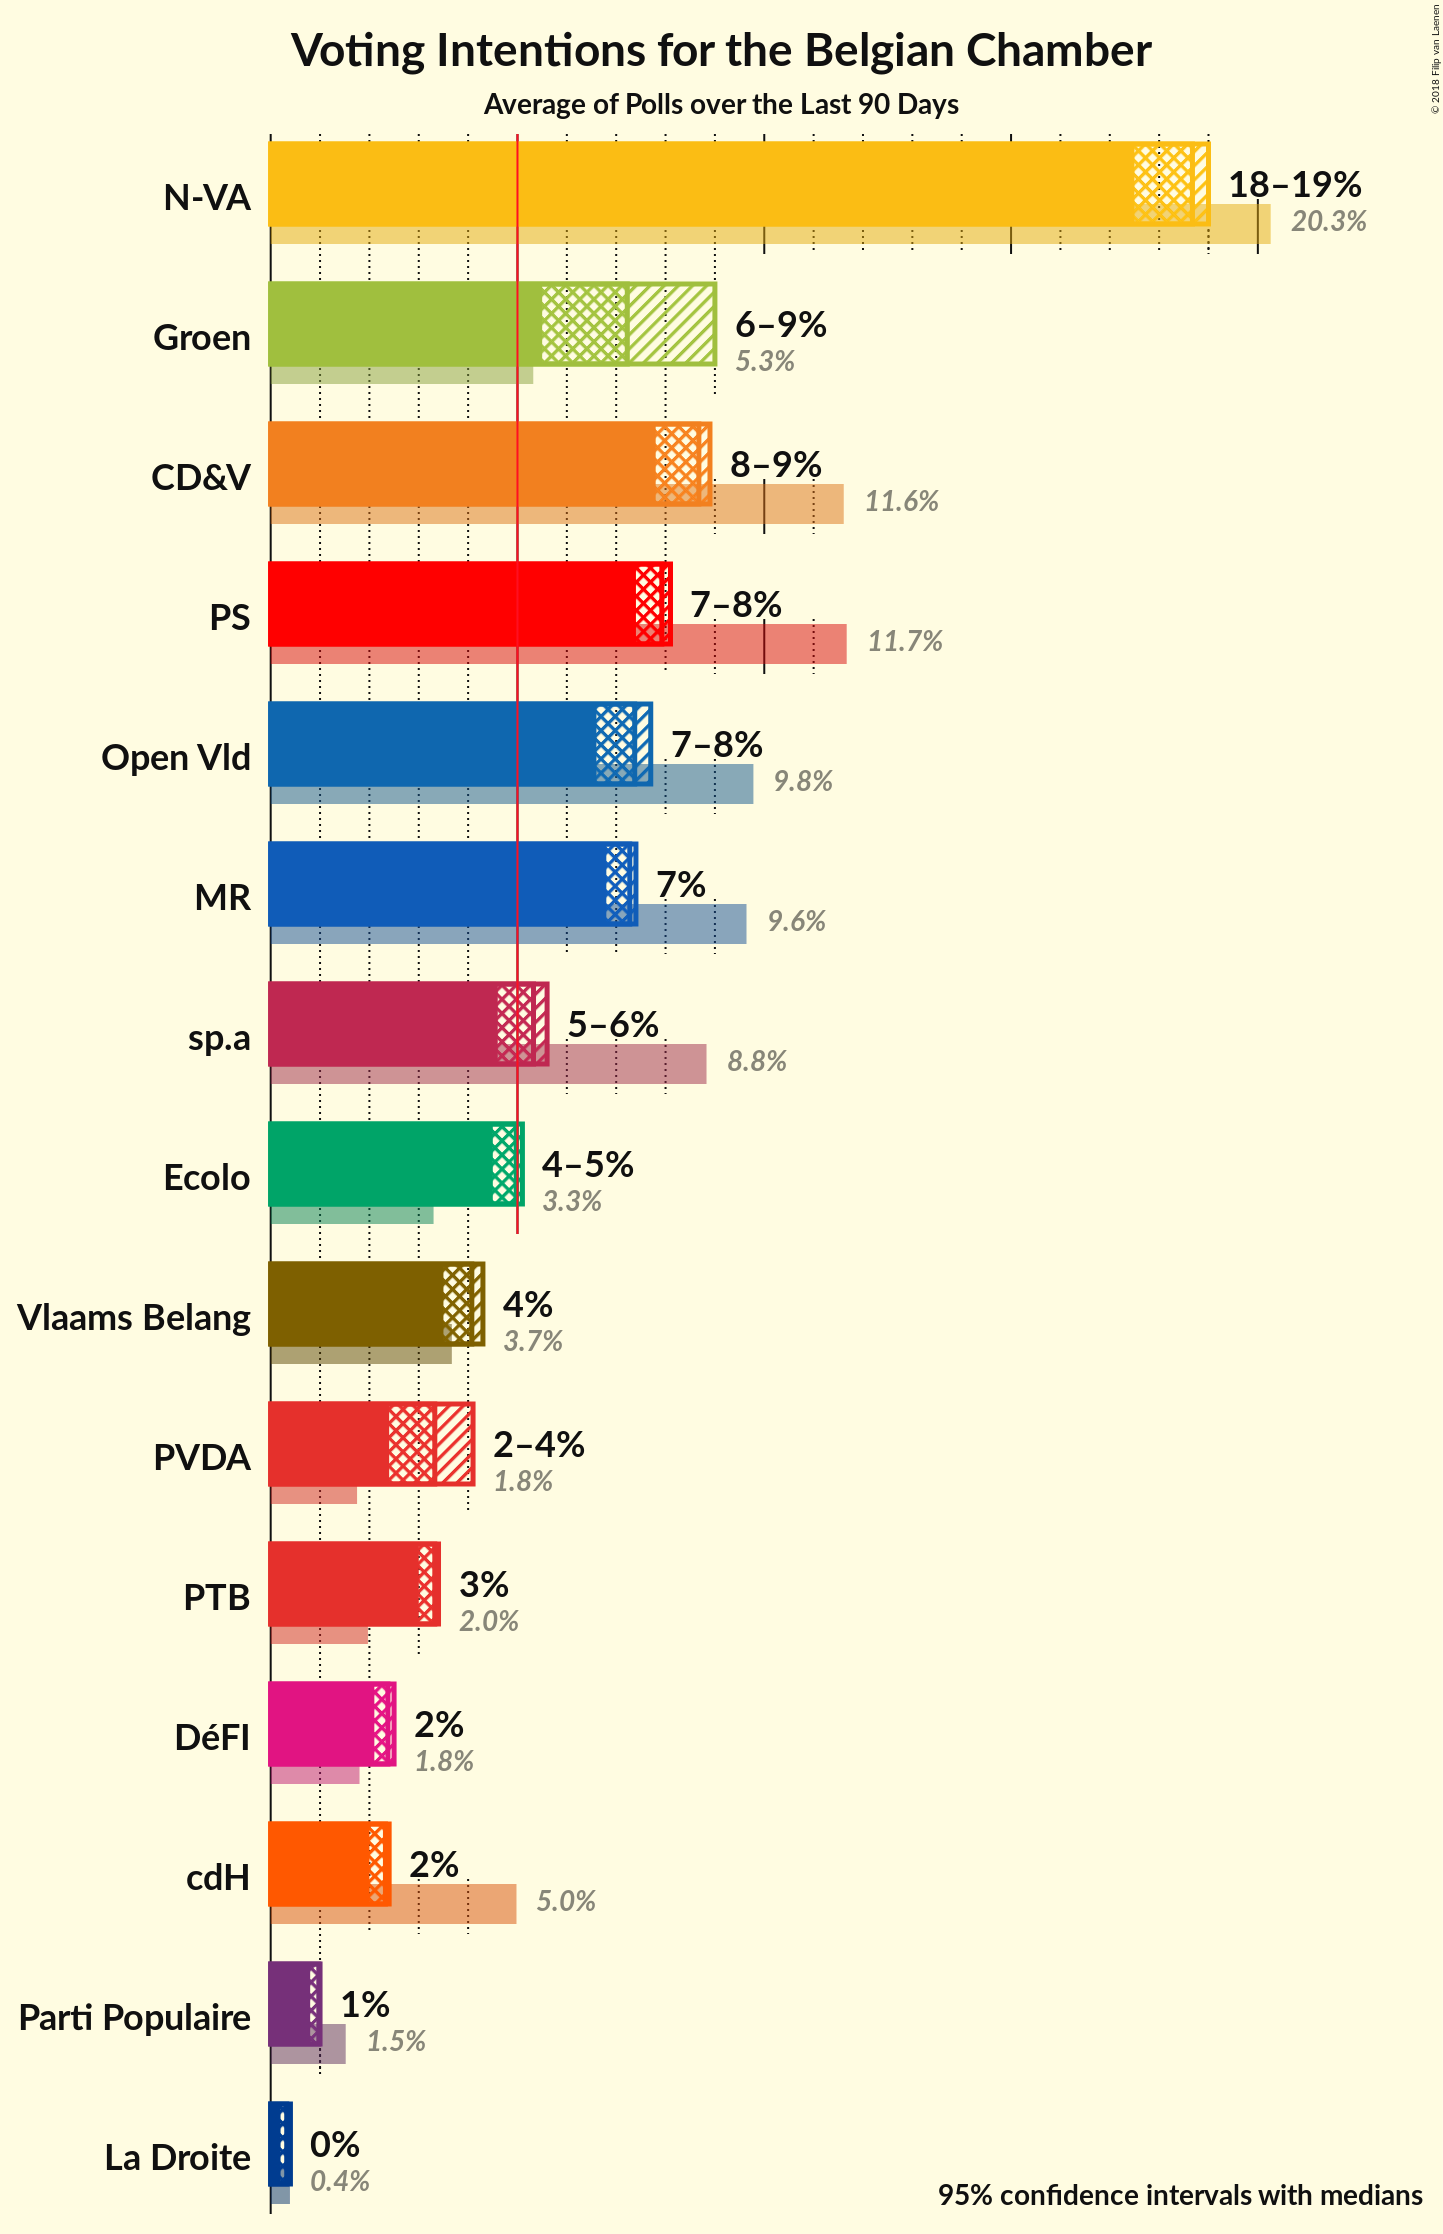 Voting Intentions for the Belgian Chamber
Average of Polls over the Last 90 Days
© 2018 Filip van Laenen
N-VA
18–19%
20.3%
Groen
6–9%
5.3%
CD&V
8–9%
11.6%
PS
7–8%
11.7%
Open Vld
7–8%
9.8%
MR
7%
9.6%
sp.a
5–6%
8.8%
Ecolo
4–5%
3.3%
Vlaams Belang
4%
3.7%
PVDA
2–4%
1.8%
PTB
3%
2.0%
DéFI
2%
1.8%
cdH
2%
5.0%
Parti Populaire
1%
1.5%
La Droite
0%
0.4%
95% confidence intervals with medians